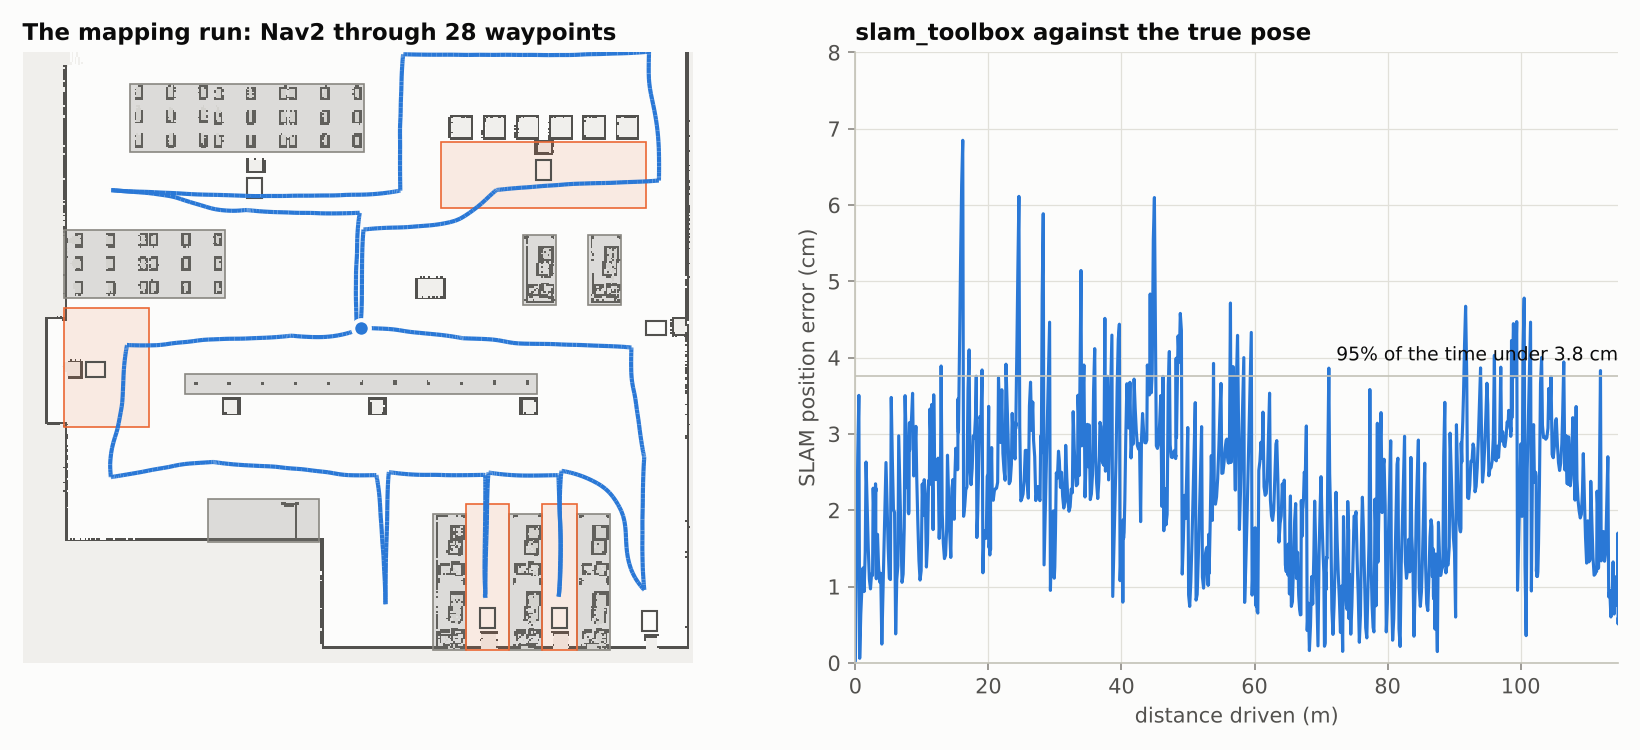 The mapping run: Nav2 through 28 waypoints
slam_toolbox against the true pose
SLAM position error (cm)
8
7
6
5
4
3
2
1
0
95% of the time under 3.8 cm
0 20 40 60 80 100
distance driven (m)